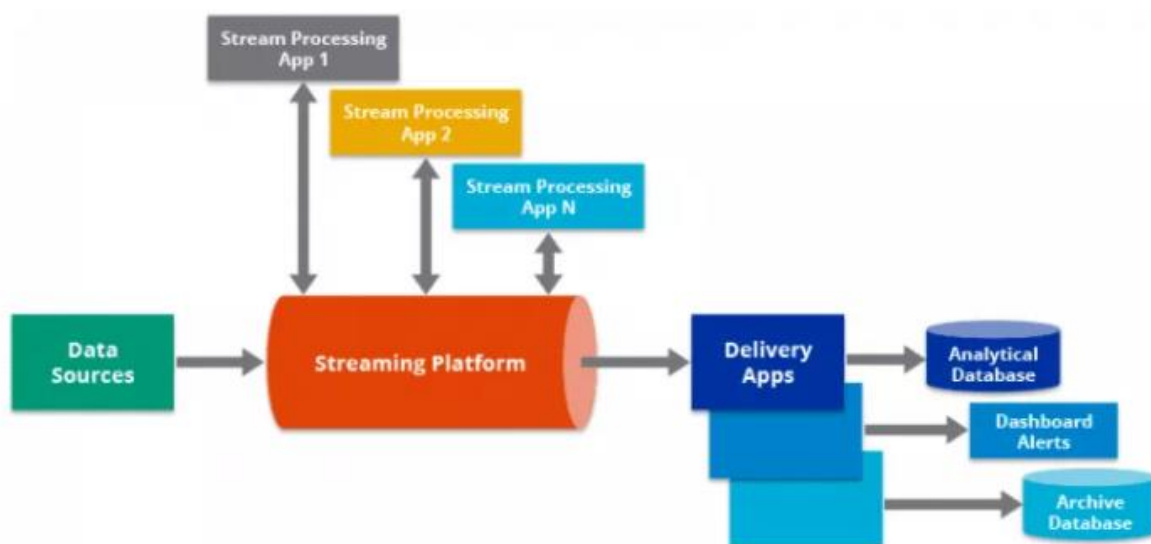 Stream Processing
App 1
Stream Processing
App 2
Stream Processing
App N
Data
Sources
Streaming Platform
Delivery
Apps
Analytical
Database
Dashboard
Alerts
Archive
Database